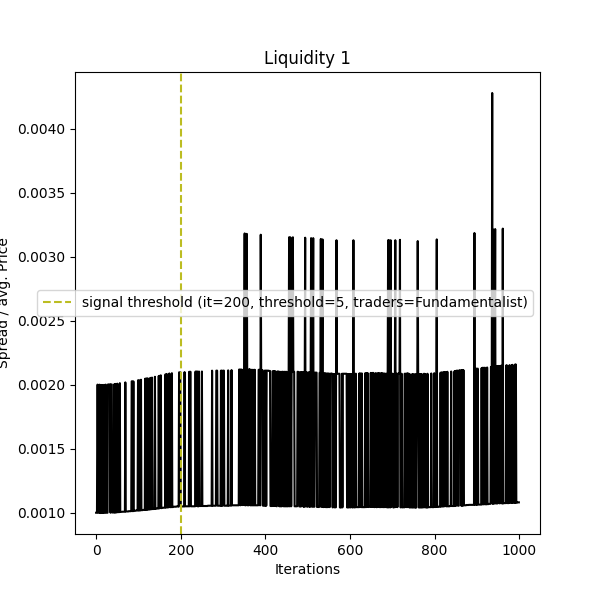 Liquidity 1
0.0040
0.0035
0.0030
0.0025
0.0020
0.0015
0.0010
Spread / avg. Price
signal threshold (it=200, threshold=5, traders=Fundamentalist)
0 200 400 600 800 1000
Iterations